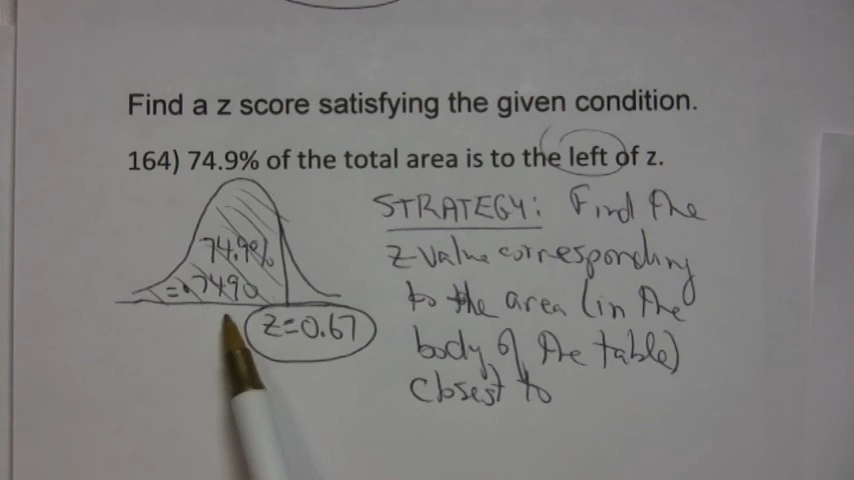 Find a z score satisfying the given condition.
164) 74.9% of the total area is to the left of z.
STRATEGY: Find the
z-value corresponding
to the area (in the
body of the table)
closest to
74.9%
=.7490
z=0.67